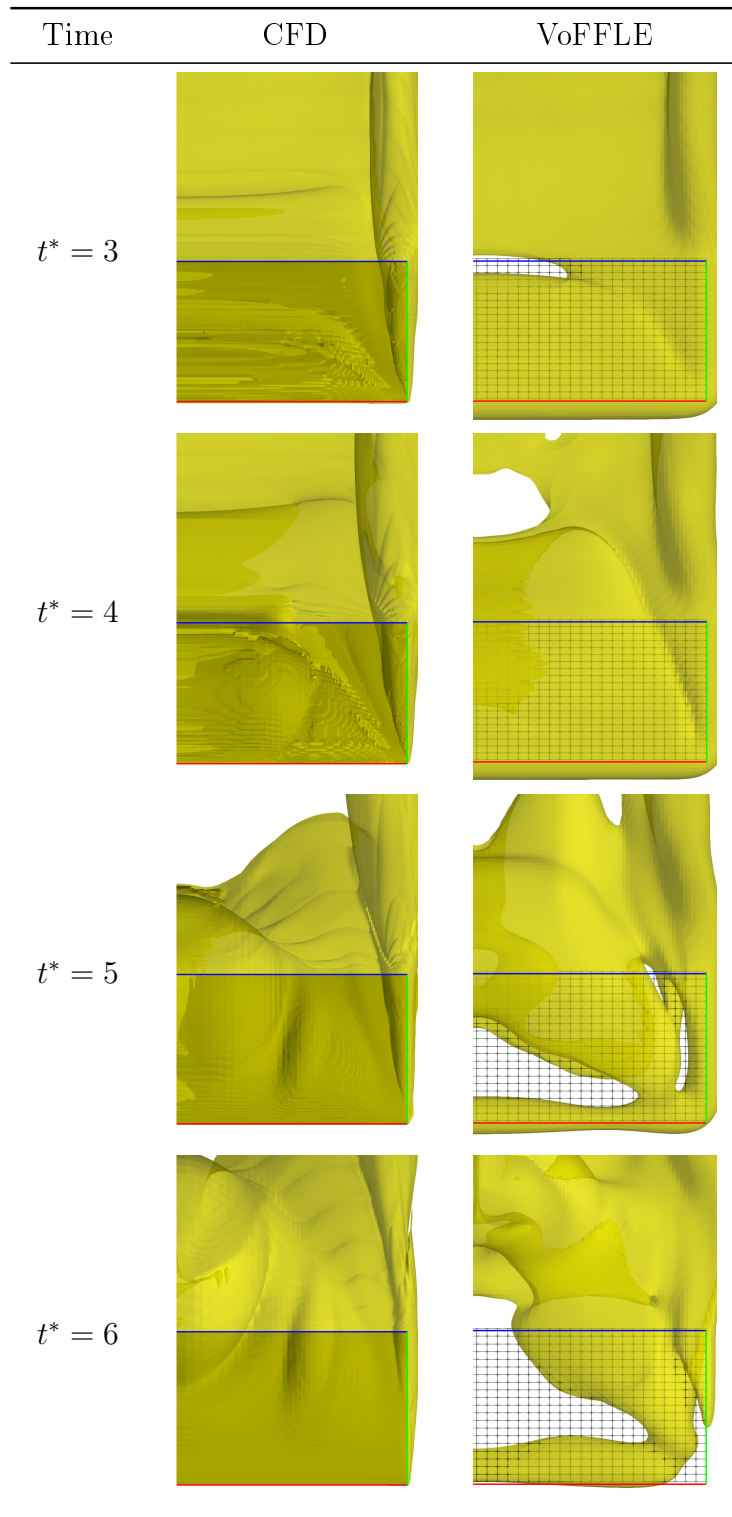 Time CFD VoFFLE
t* = 3
t* = 4
t* = 5
t* = 6